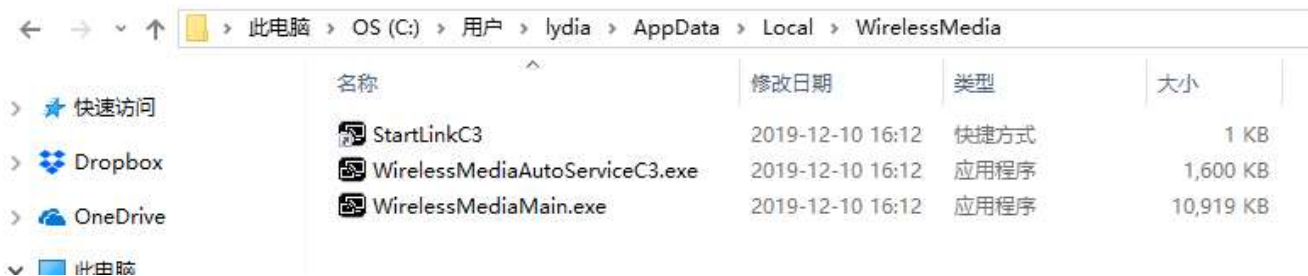 此电脑 > OS (C:) > 用户 > lydia > AppData > Local > WirelessMedia
名称 修改日期 类型 大小
快速访问
StartLinkC3 2019-12-10 16:12 快捷方式 1 KB
Dropbox
WirelessMediaAutoServiceC3.exe 2019-12-10 16:12 应用程序 1,600 KB
WirelessMediaMain.exe 2019-12-10 16:12 应用程序 10,919 KB
OneDrive
此电脑